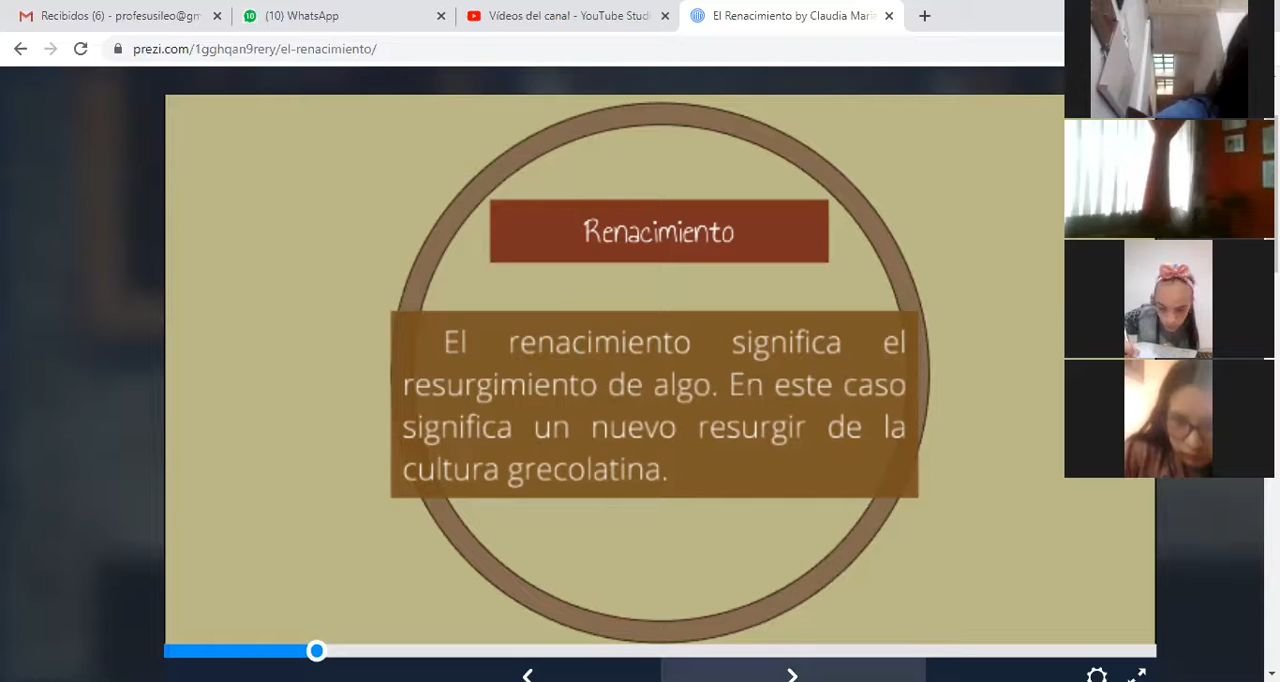 Recibidos (6) - profesusileo@gm
(10) WhatsApp
Vídeos del canal - YouTube Studi
El Renacimiento by Claudia Maria
prezi.com/1gghqan9rery/el-renacimiento/
Renacimiento
El renacimiento significa el
resurgimiento de algo. En este caso
significa un nuevo resurgir de la
cultura grecolatina.